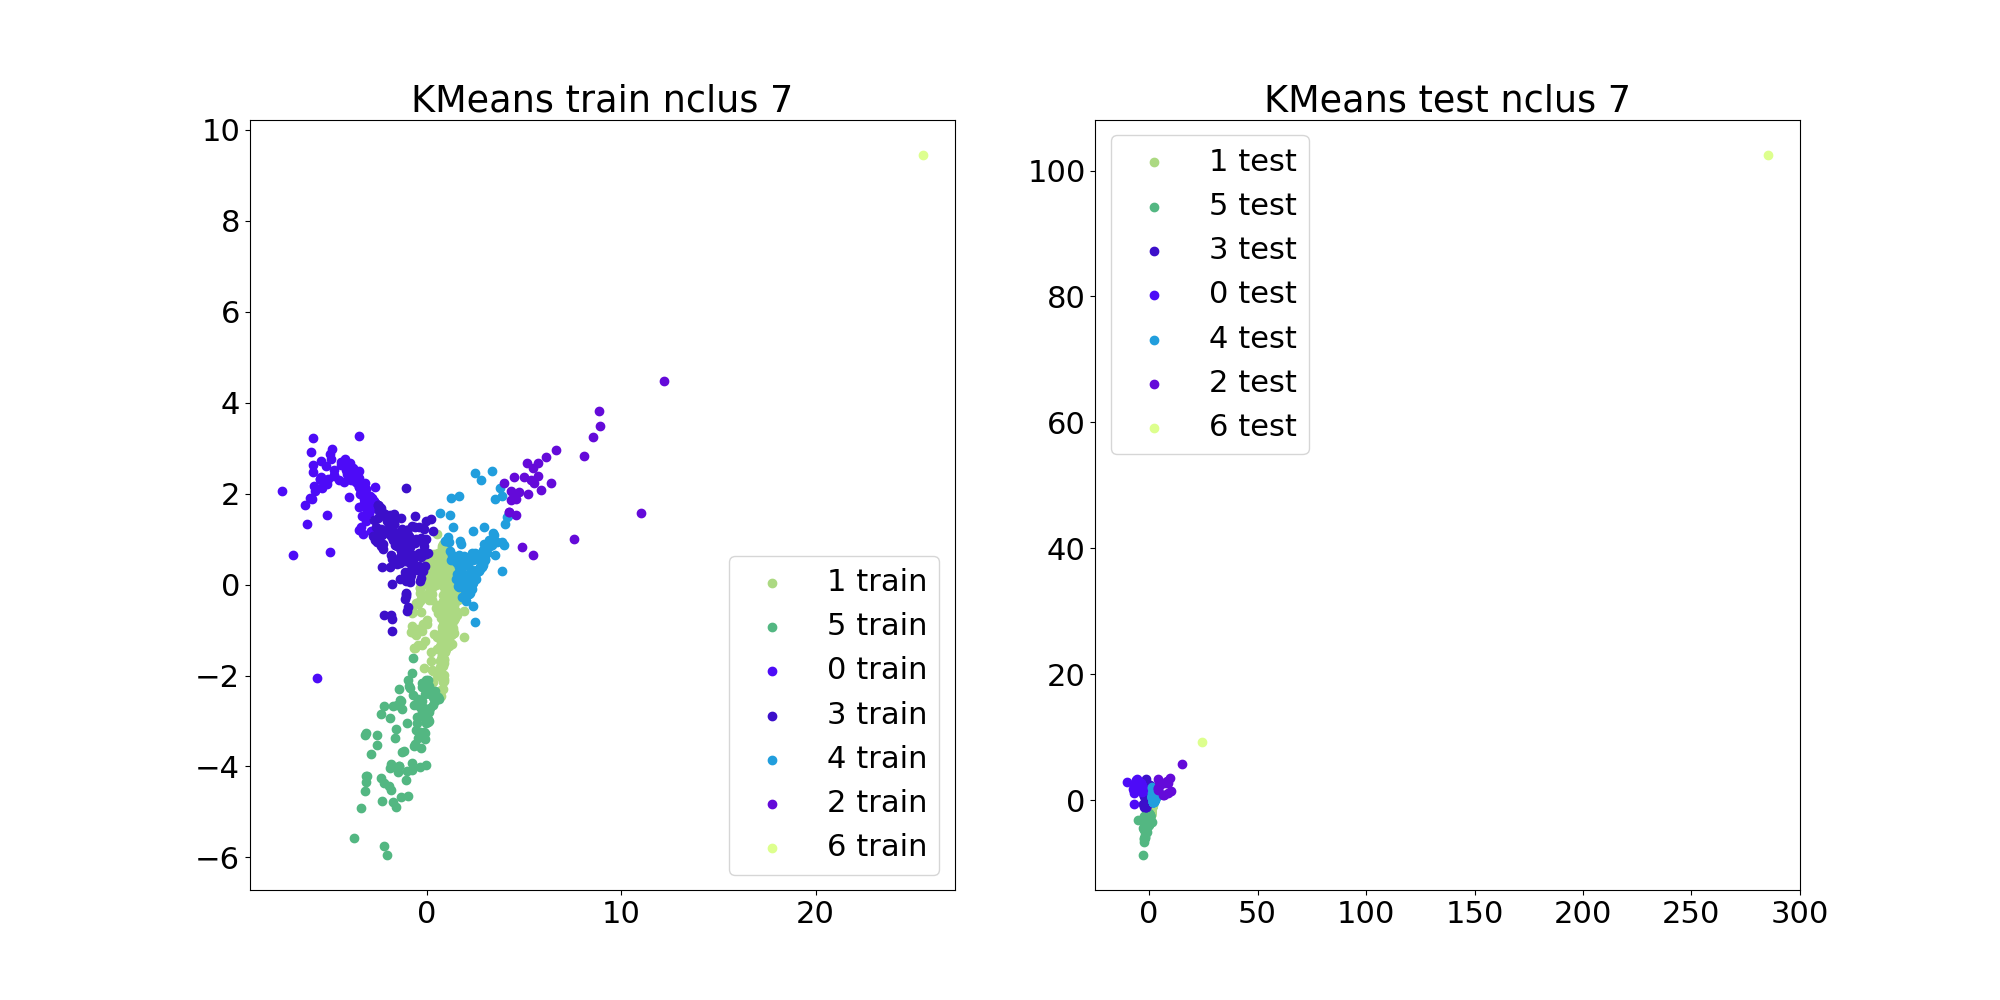 KMeans train nclus 7
10
8
6
4
2
0
−2
−4
−6
0
10
20
1 train
5 train
0 train
3 train
4 train
2 train
6 train
KMeans test nclus 7
100
80
60
40
20
0
0
50
100
150
200
250
300
1 test
5 test
3 test
0 test
4 test
2 test
6 test